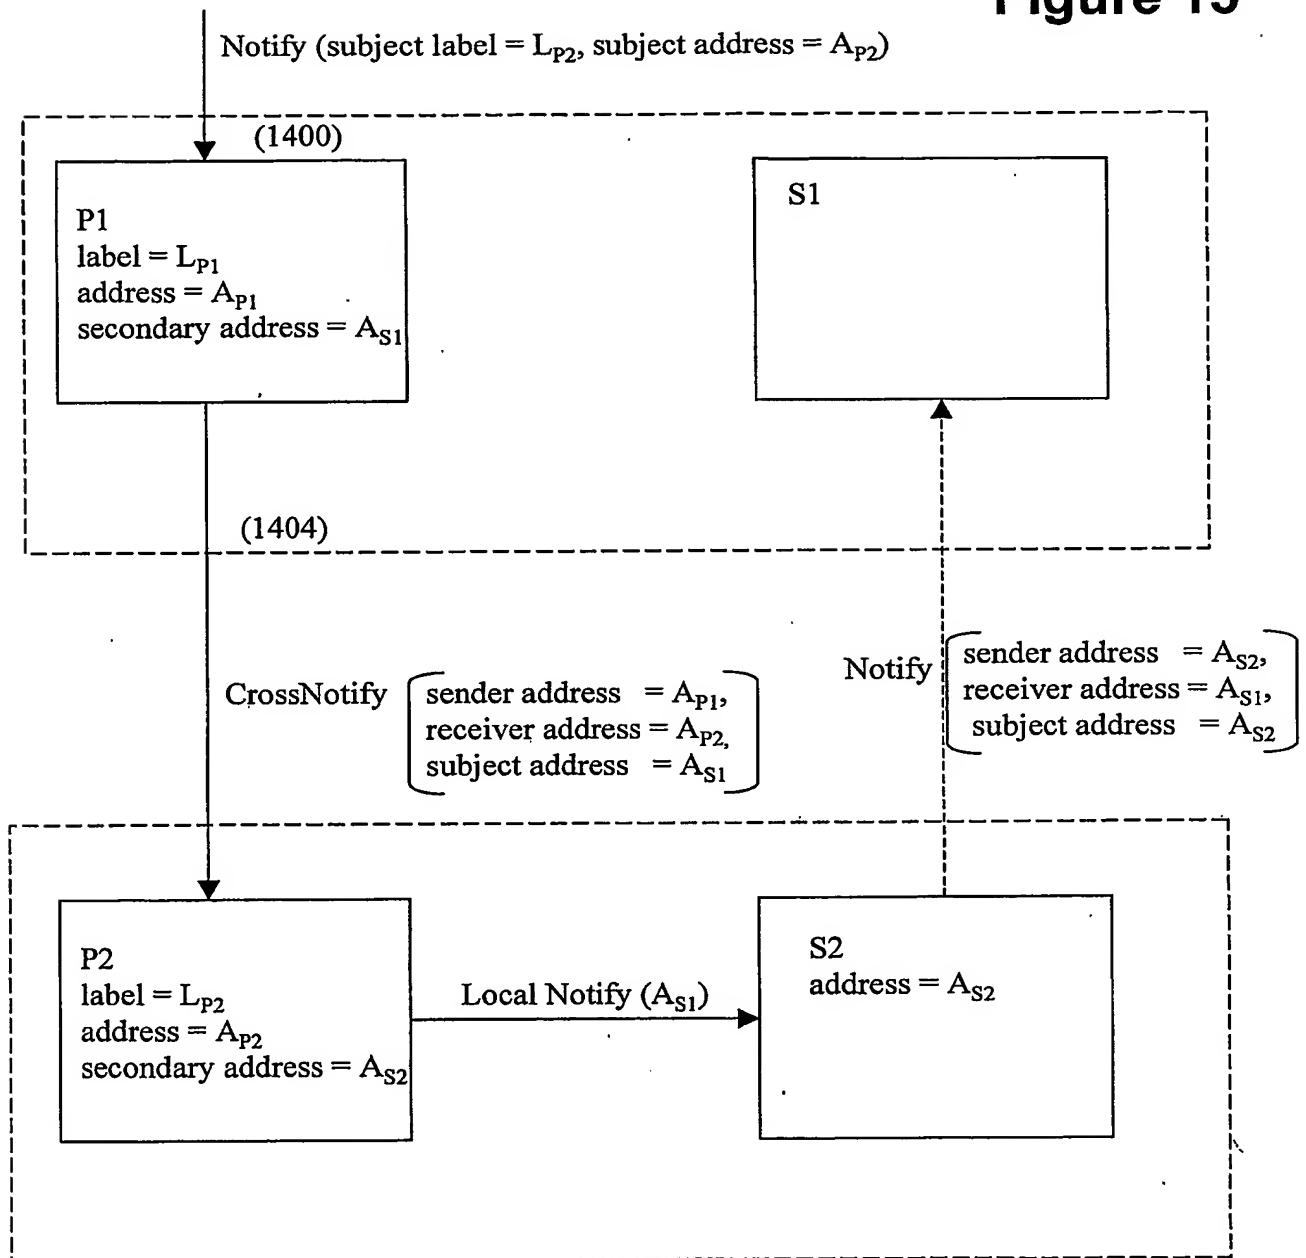 Figure 15
Notify (subject label = LP2, subject address = AP2)
(1400)
P1
label = LP1
address = AP1
secondary address = AS1
S1
(1404)
CrossNotify
sender address = AP1,
receiver address = AP2,
subject address = AS1
Notify
sender address = AS2,
receiver address = AS1,
subject address = AS2
P2
label = LP2
address = AP2
secondary address = AS2
Local Notify (AS1)
S2
address = AS2